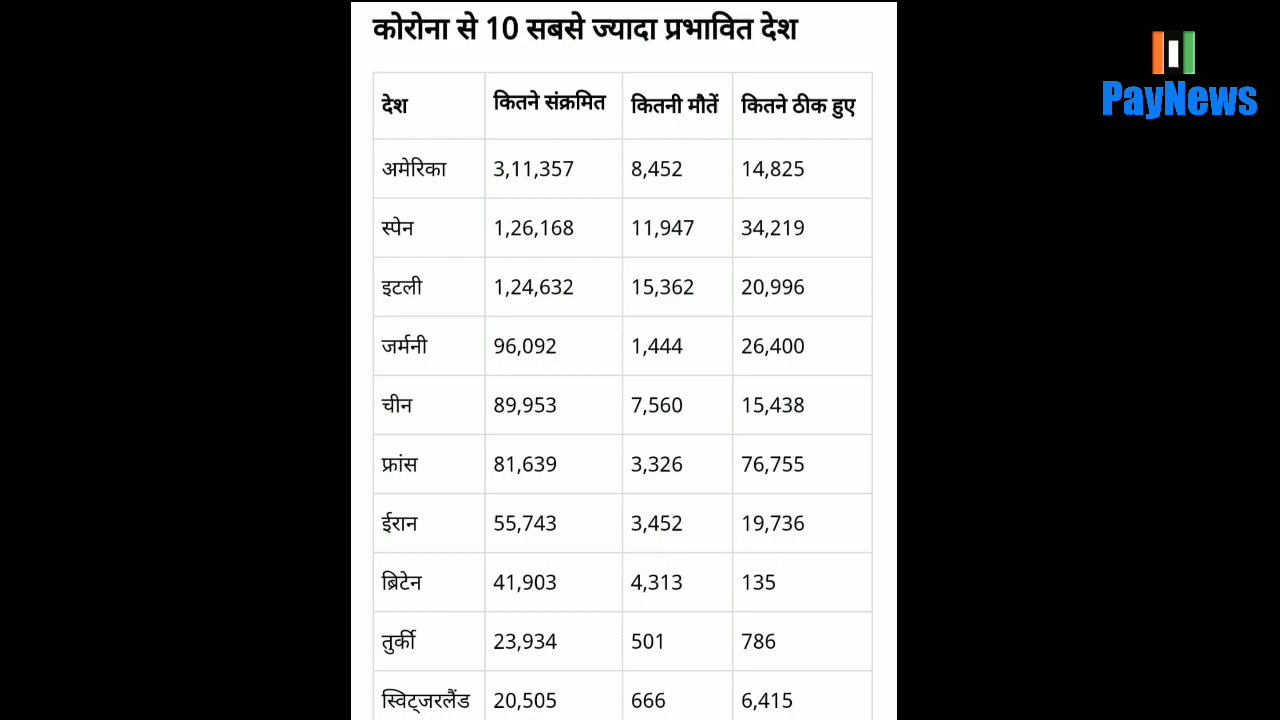 कोरोना से 10 सबसे ज्यादा प्रभावित देश
PayNews
देश कितने संक्रमित कितनी मौतें कितने ठीक हुए
अमेरिका 3,11,357 8,452 14,825
स्पेन 1,26,168 11,947 34,219
इटली 1,24,632 15,362 20,996
जर्मनी 96,092 1,444 26,400
चीन 89,953 7,560 15,438
फ्रांस 81,639 3,326 76,755
ईरान 55,743 3,452 19,736
ब्रिटेन 41,903 4,313 135
तुर्की 23,934 501 786
स्विट्जरलैंड 20,505 666 6,415